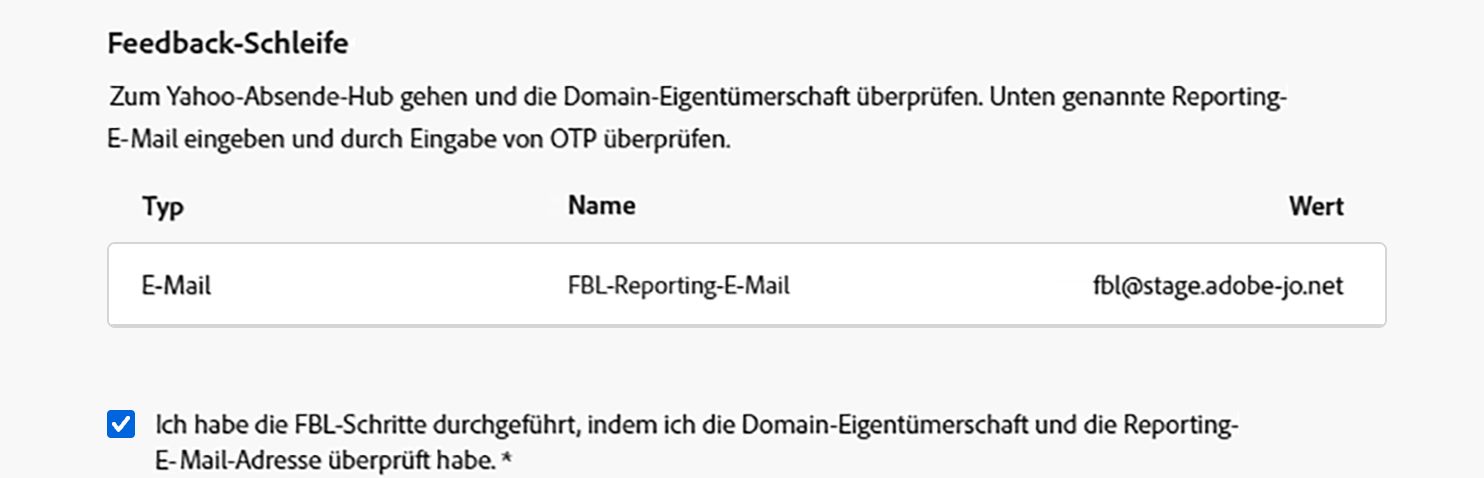 Feedback-Schleife
Zum Yahoo-Absende-Hub gehen und die Domain-Eigentümerschaft überprüfen. Unten genannte Reporting-
E-Mail eingeben und durch Eingabe von OTP überprüfen.
Typ Name Wert
E-Mail FBL-Reporting-E-Mail fbl@stage.adobe-jo.net
Ich habe die FBL-Schritte durchgeführt, indem ich die Domain-Eigentümerschaft und die Reporting-
E-Mail-Adresse überprüft habe. *